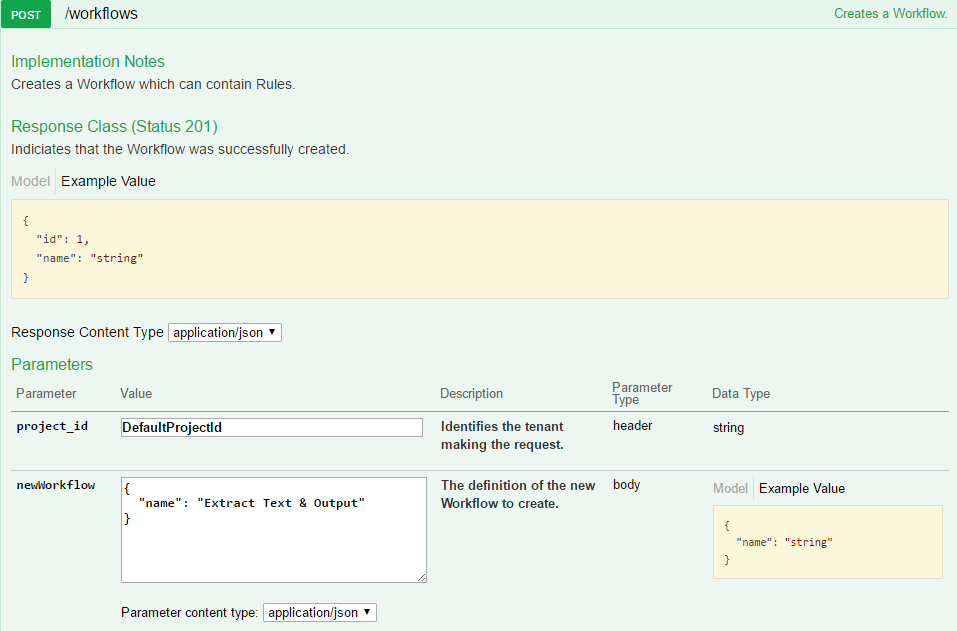 POST /workflows Creates a Workflow.
Implementation Notes
Creates a Workflow which can contain Rules.
Response Class (Status 201)
Indiciates that the Workflow was successfully created.
Model Example Value
{
"id": 1,
"name": "string"
}
Response Content Type application/json ▼
Parameters
Parameter Value Description Parameter Type Data Type
project_id DefaultProjectId Identifies the tenant making the request. header string
newWorkflow
{
"name": "Extract Text & Output"
}
The definition of the new
Workflow to create.
body
Model Example Value
{
"name": "string"
}
Parameter content type: application/json ▼